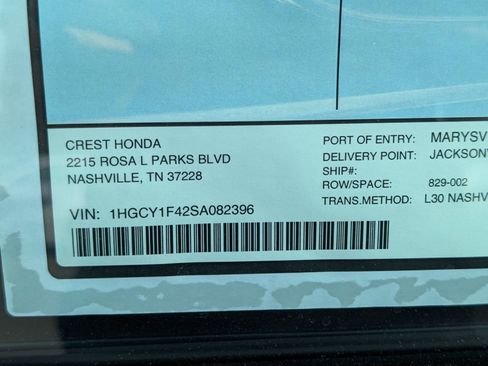 CREST HONDA
2215 ROSA L PARKS BLVD
NASHVILLE, TN 37228
VIN: 1HGCY1F42SA082396
PORT OF ENTRY: MARYSV
DELIVERY POINT: JACKSON
SHIP#:
ROW/SPACE: 829-002
TRANS.METHOD: L30 NASHV